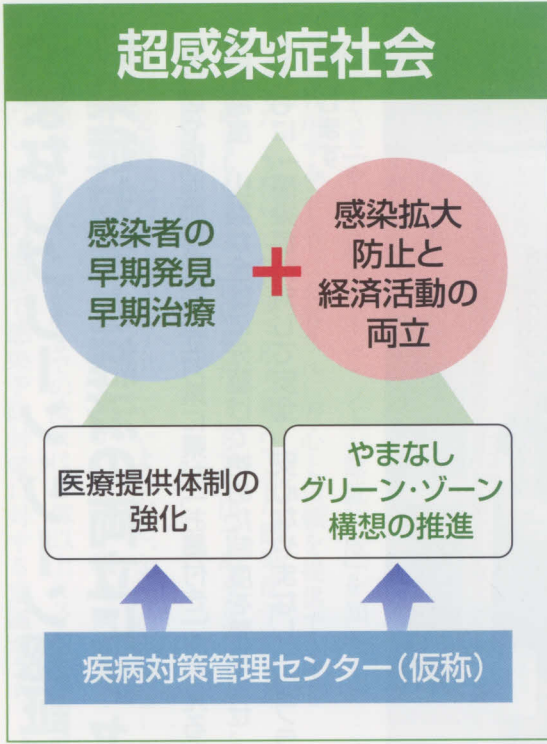 超感染症社会
感染者の
早期発見
早期治療
+
感染拡大
防止と
経済活動の
両立
医療提供体制の
強化
やまなし
グリーン・ゾーン
構想の推進
疾病対策管理センター(仮称)